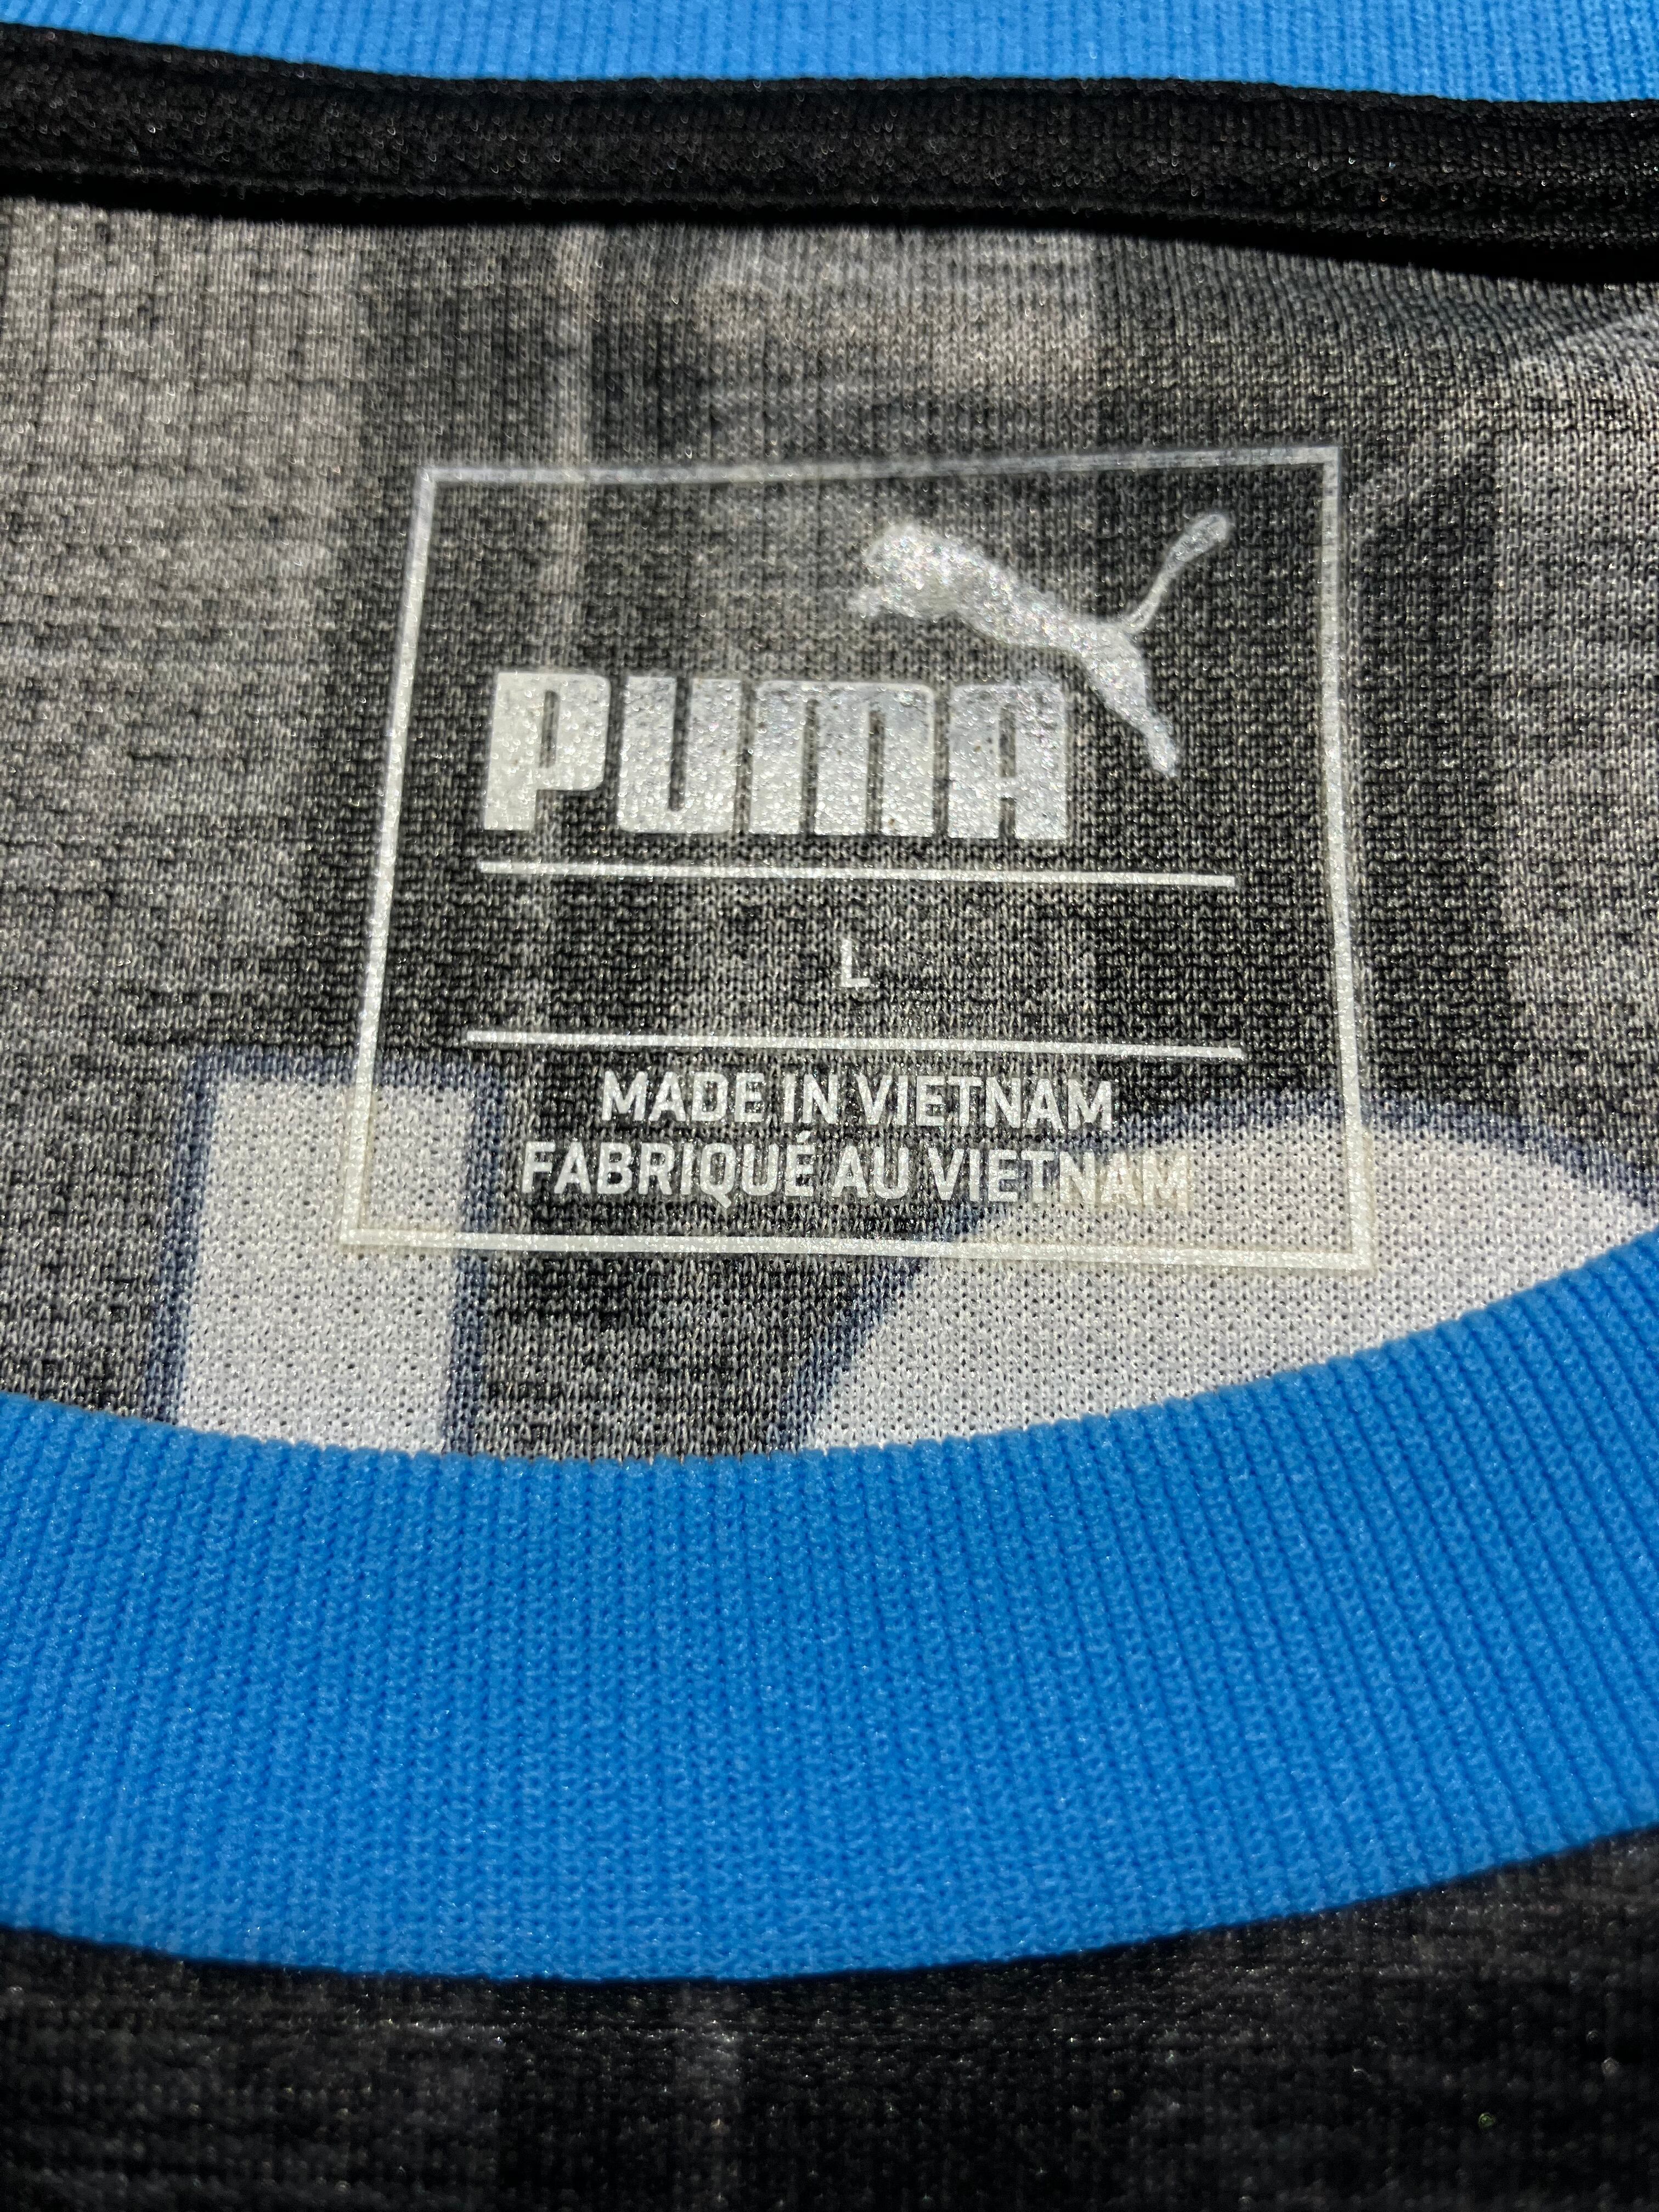 PUMA
L
MADE IN VIETNAM
FABRIQUÉ AU VIETNAM